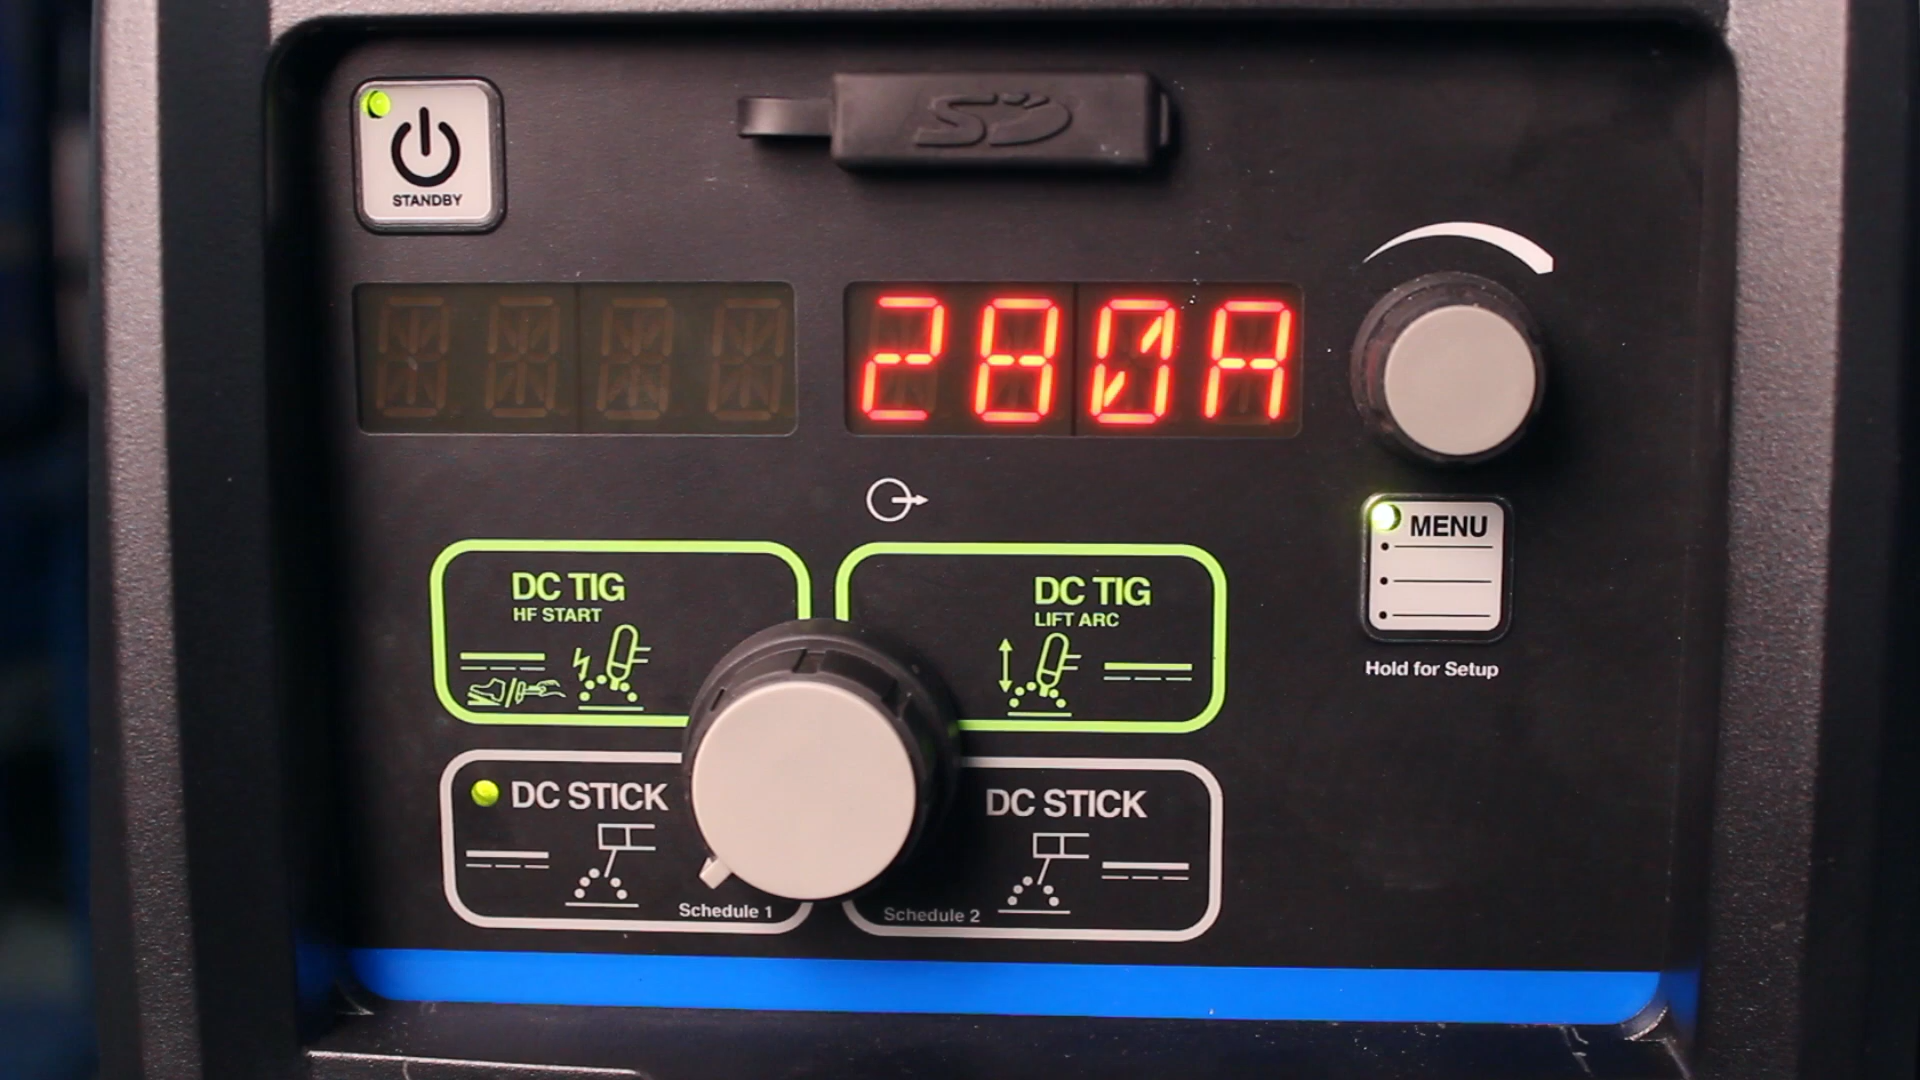 SD
STANDBY
280A
MENU
Hold for Setup
DC TIG
HF START
DC TIG
LIFT ARC
DC STICK
Schedule 1
DC STICK
Schedule 2